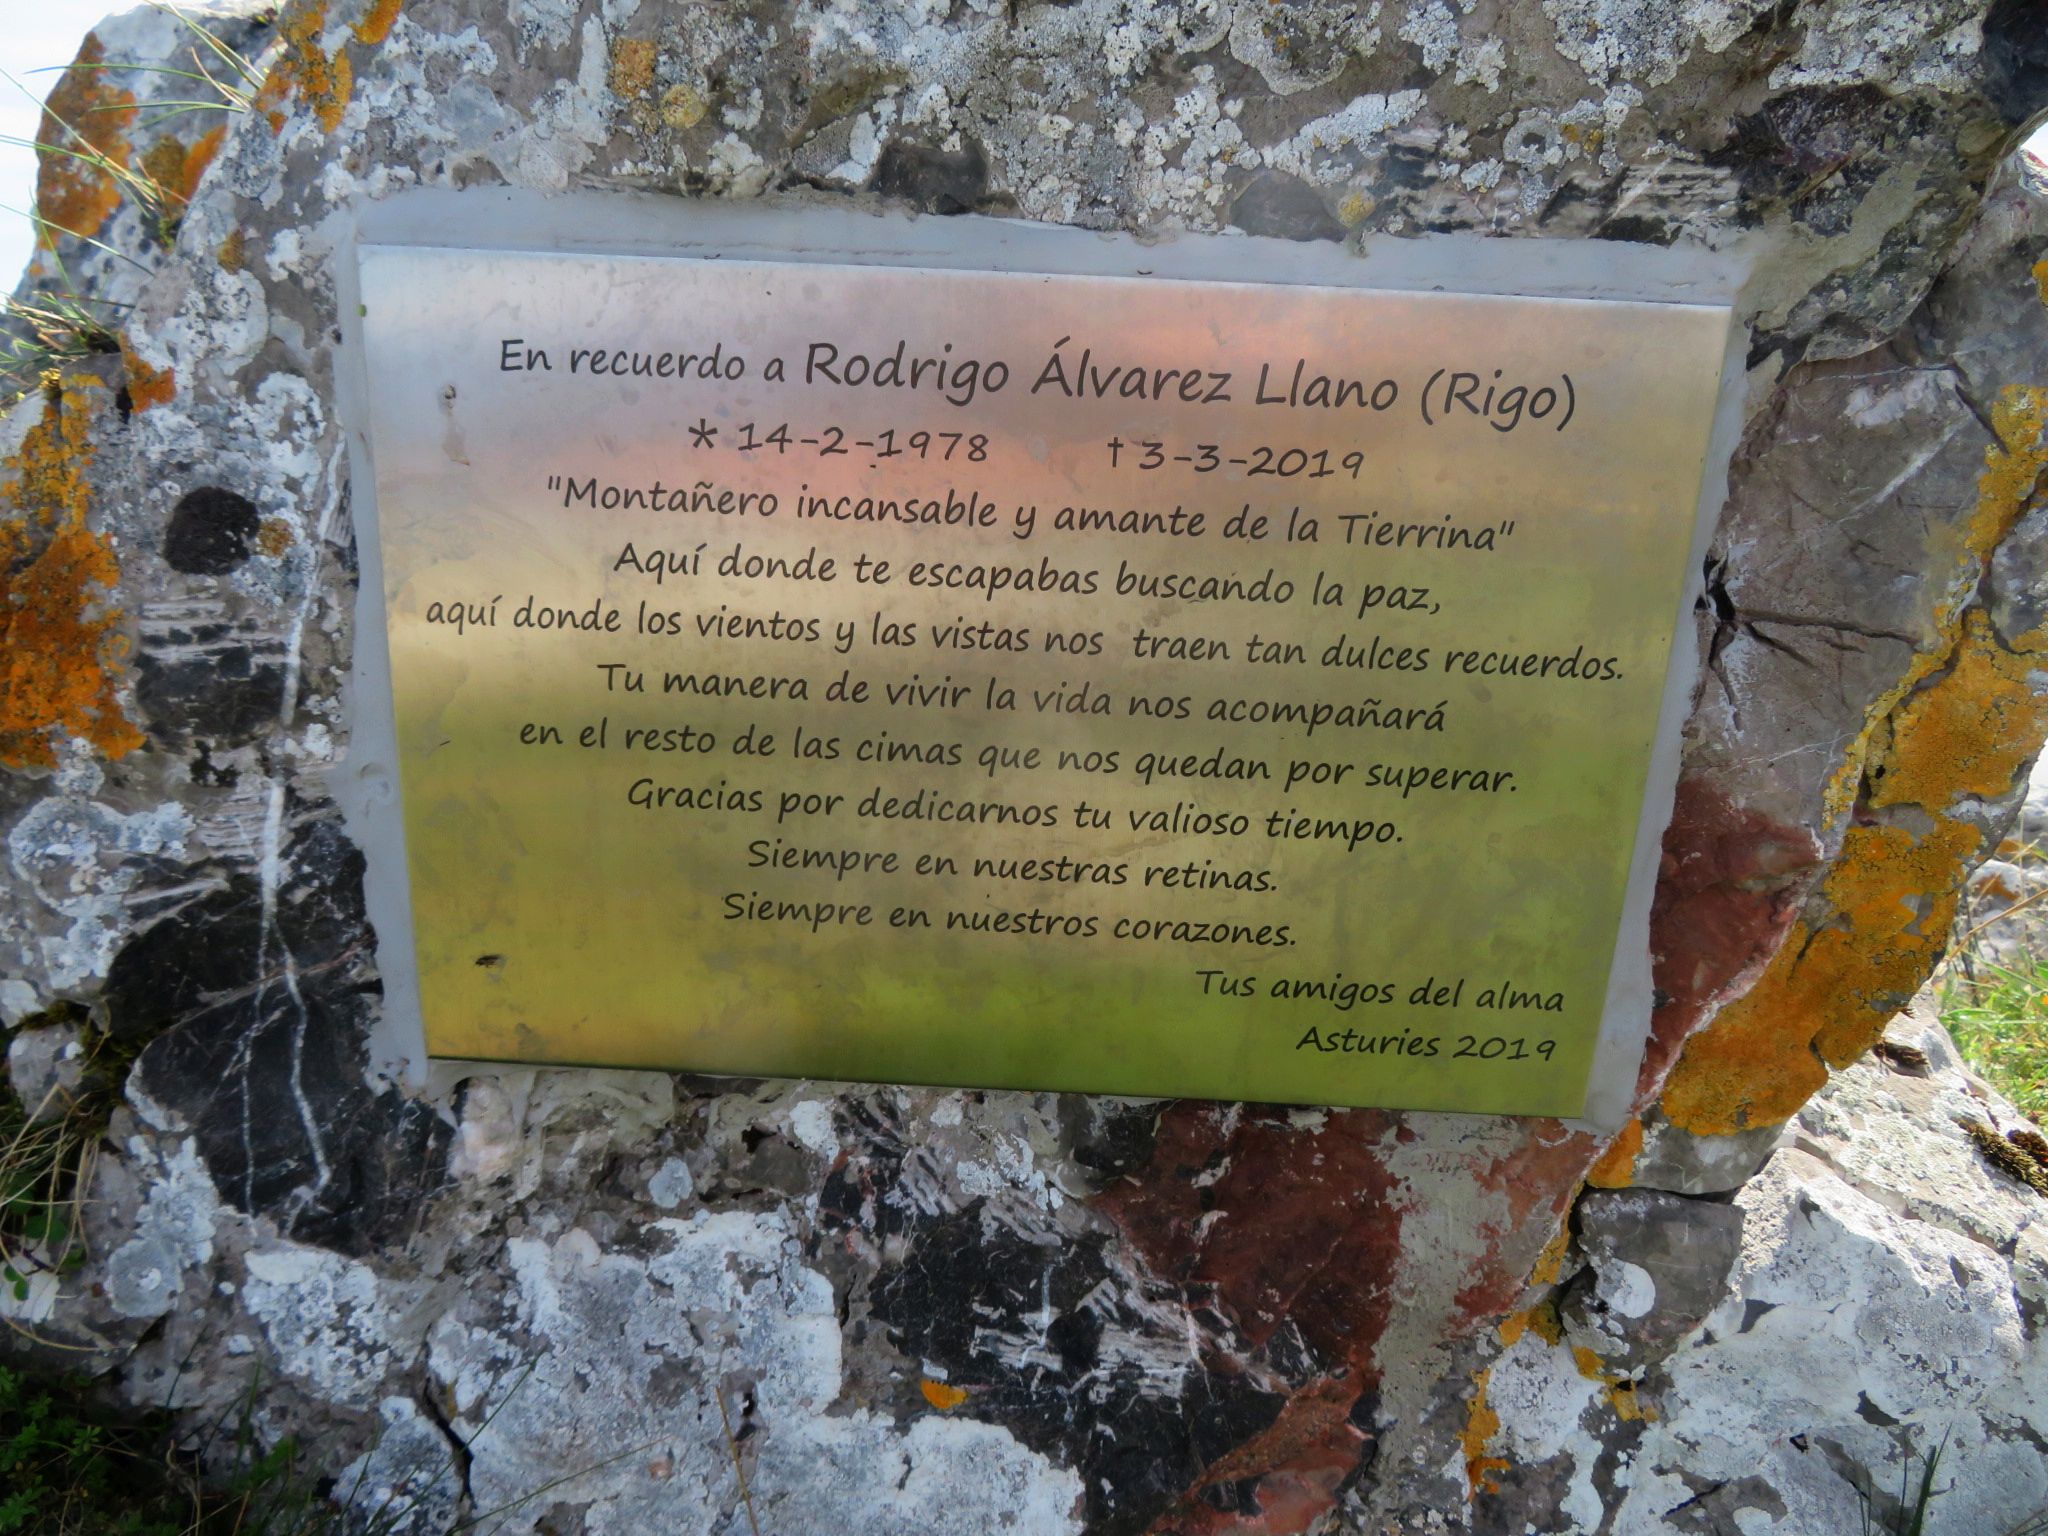 En recuerdo a Rodrigo Álvarez Llano (Rigo)
* 14-2-1978 † 3-3-2019
"Montañero incansable y amante de la Tierrina"
Aquí donde te escapabas buscando la paz,
aquí donde los vientos y las vistas nos traen tan dulces recuerdos.
Tu manera de vivir la vida nos acompañará
en el resto de las cimas que nos quedan por superar.
Gracias por dedicarnos tu valioso tiempo.
Siempre en nuestras retinas.
Siempre en nuestros corazones.
Tus amigos del alma
Asturies 2019